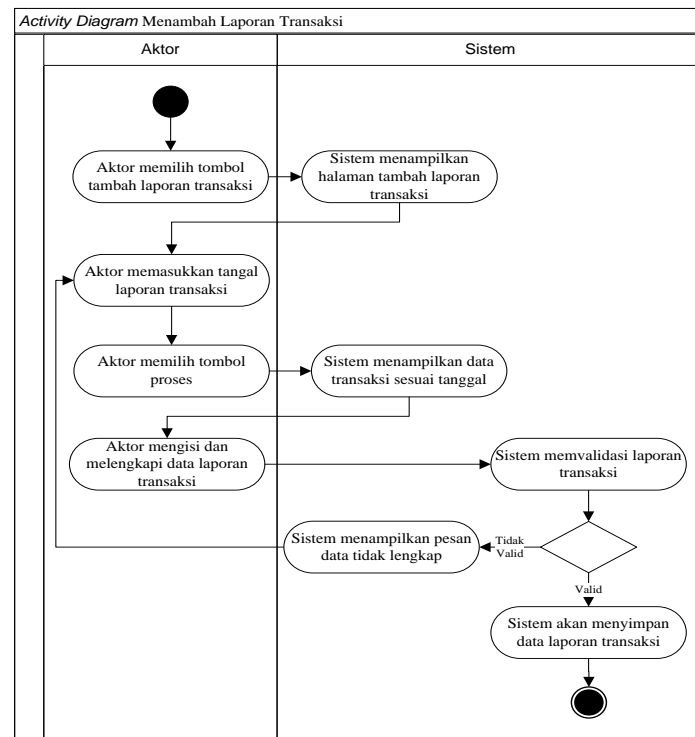 Activity Diagram Menambah Laporan Transaksi
Aktor
Sistem
Aktor memilih tombol
tambah laporan transaksi
Sistem menampilkan
halaman tambah laporan
transaksi
Aktor memasukkan tangal
laporan transaksi
Aktor memilih tombol
proses
Sistem menampilkan data
transaksi sesuai tanggal
Aktor mengisi dan
melengkapi data laporan
transaksi
Sistem memvalidasi laporan
transaksi
Sistem menampilkan pesan
data tidak lengkap
Tidak
Valid
Valid
Sistem akan menyimpan
data laporan transaksi